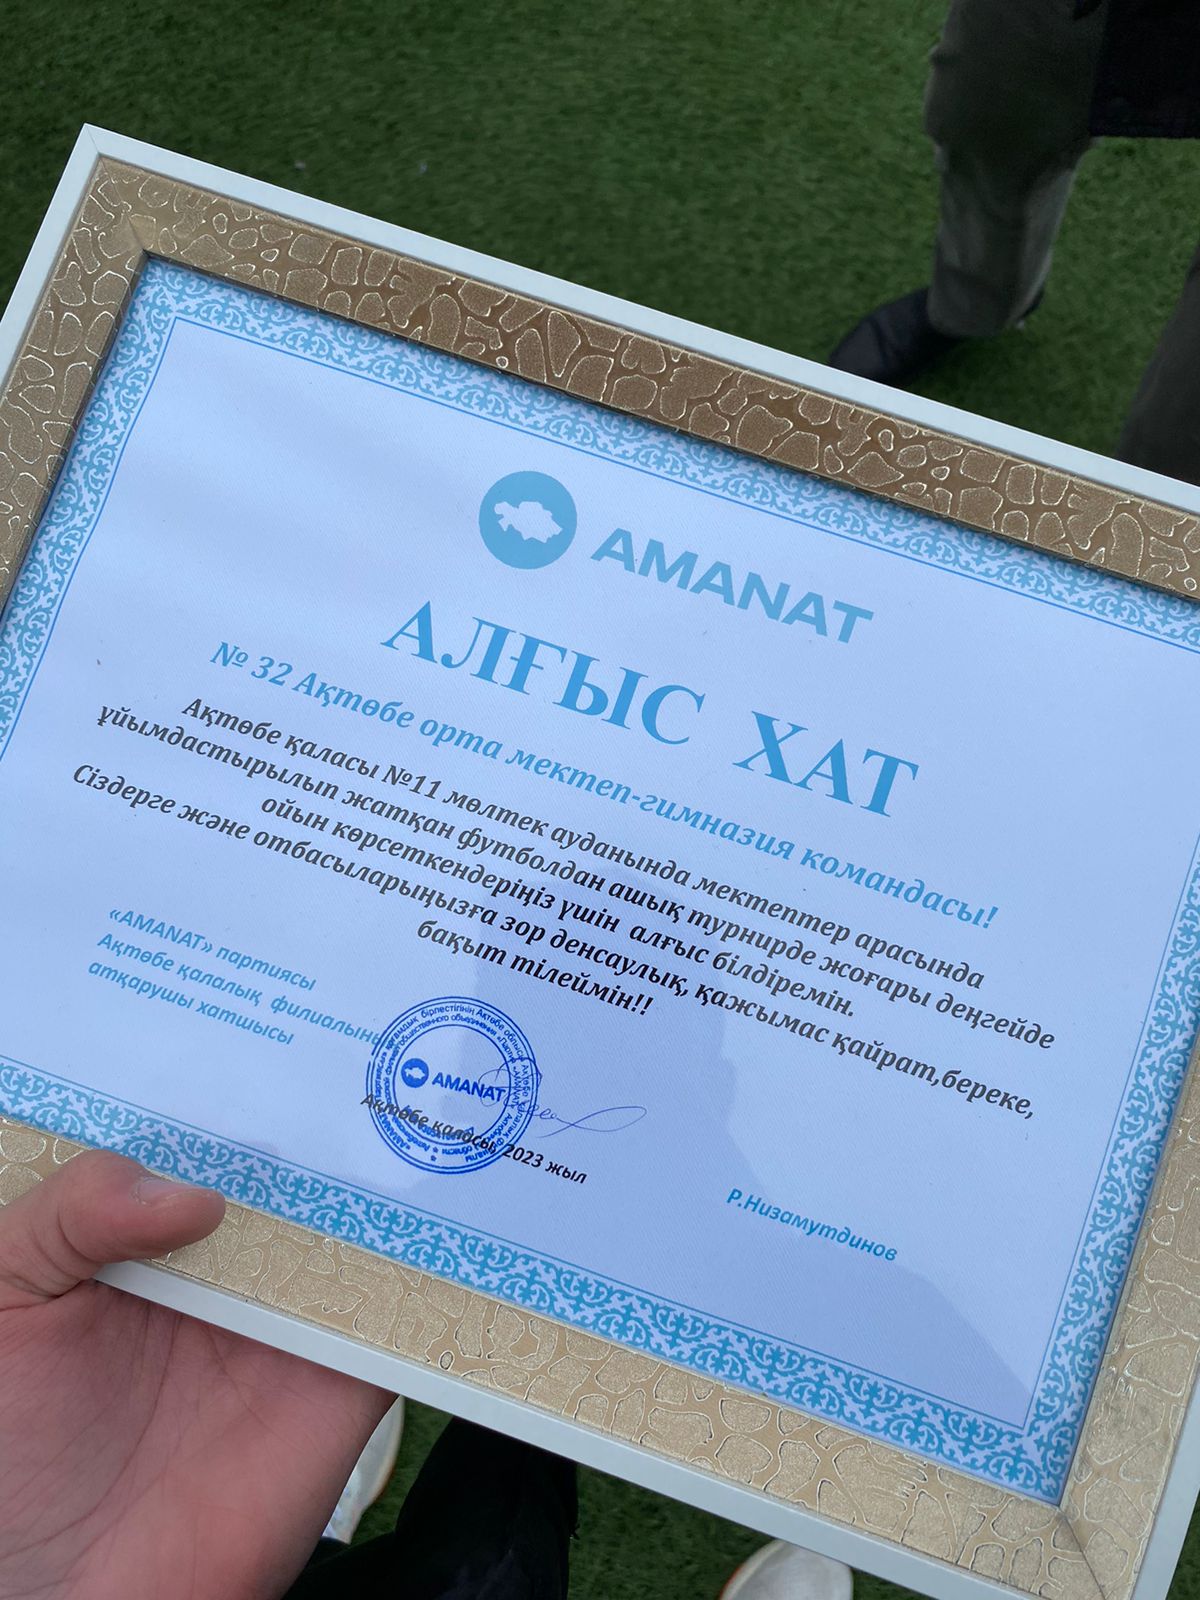 AMANAT
АЛҒЫС ХАТ
№ 32 Ақтөбе орта мектеп-гимназия командасы!
Ақтөбе қаласы №11 мөлтек ауданында мектептер арасында
ұйымдастырылып жатқан футболдан ашық турнирде жоғары деңгейде
ойын көрсеткендеріңіз үшін алғыс білдіремін.
Сіздерге және отбасыларыңызға зор денсаулық, қажымас қайрат,береке,
бақыт тілеймін!!
«AMANAT» партиясы
Ақтөбе қалалық филиалының
атқарушы хатшысы
AMANAT
Р.Низамутдинов
Ақтөбе қаласы, 2023 жыл